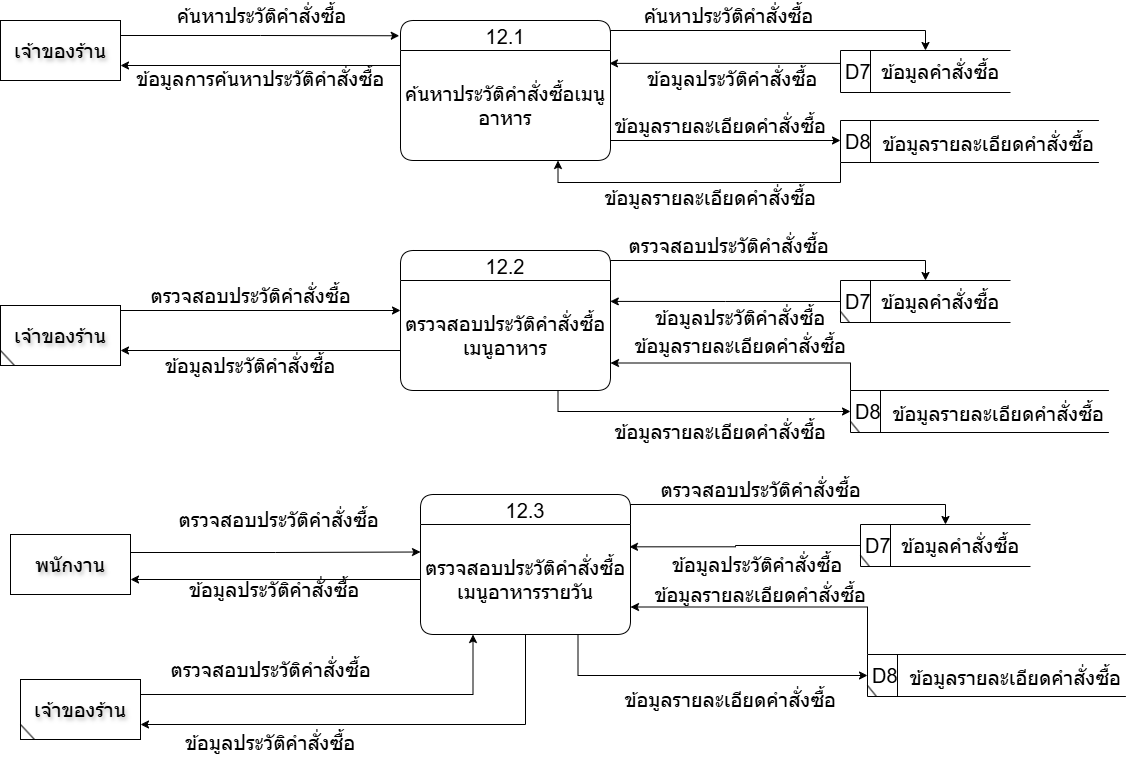 ค้นหาประวัติคำสั่งซื้อ
เจ้าของร้าน
ข้อมูลการค้นหาประวัติคำสั่งซื้อ
12.1
ค้นหาประวัติคำสั่งซื้อเมนู
อาหาร
ค้นหาประวัติคำสั่งซื้อ
D7 ข้อมูลคำสั่งซื้อ
ข้อมูลประวัติคำสั่งซื้อ
ข้อมูลรายละเอียดคำสั่งซื้อ
D8 ข้อมูลรายละเอียดคำสั่งซื้อ
ข้อมูลรายละเอียดคำสั่งซื้อ
ตรวจสอบประวัติคำสั่งซื้อ
เจ้าของร้าน
ข้อมูลประวัติคำสั่งซื้อ
12.2
ตรวจสอบประวัติคำสั่งซื้อ
เมนูอาหาร
ตรวจสอบประวัติคำสั่งซื้อ
D7 ข้อมูลคำสั่งซื้อ
ข้อมูลประวัติคำสั่งซื้อ
ข้อมูลรายละเอียดคำสั่งซื้อ
D8 ข้อมูลรายละเอียดคำสั่งซื้อ
ข้อมูลรายละเอียดคำสั่งซื้อ
ตรวจสอบประวัติคำสั่งซื้อ
พนักงาน
ข้อมูลประวัติคำสั่งซื้อ
12.3
ตรวจสอบประวัติคำสั่งซื้อ
เมนูอาหารรายวัน
ตรวจสอบประวัติคำสั่งซื้อ
D7 ข้อมูลคำสั่งซื้อ
ข้อมูลประวัติคำสั่งซื้อ
ข้อมูลรายละเอียดคำสั่งซื้อ
D8 ข้อมูลรายละเอียดคำสั่งซื้อ
ข้อมูลรายละเอียดคำสั่งซื้อ
ตรวจสอบประวัติคำสั่งซื้อ
เจ้าของร้าน
ข้อมูลประวัติคำสั่งซื้อ